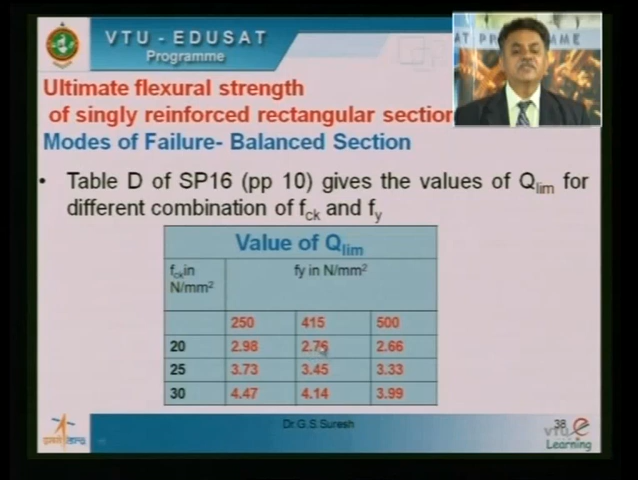 VTU - EDUSAT
Programme
Ultimate flexural strength
of singly reinforced rectangular section
Modes of Failure- Balanced Section
• Table D of SP16 (pp 10) gives the values of Qlim for
different combination of fck and fy
Value of Qlim
fck in N/mm² fy in N/mm²
250 415 500
20 2.98 2.75 2.66
25 3.73 3.45 3.33
30 4.47 4.14 3.99
Dr. G. S. Suresh
38
VTU e
Learning